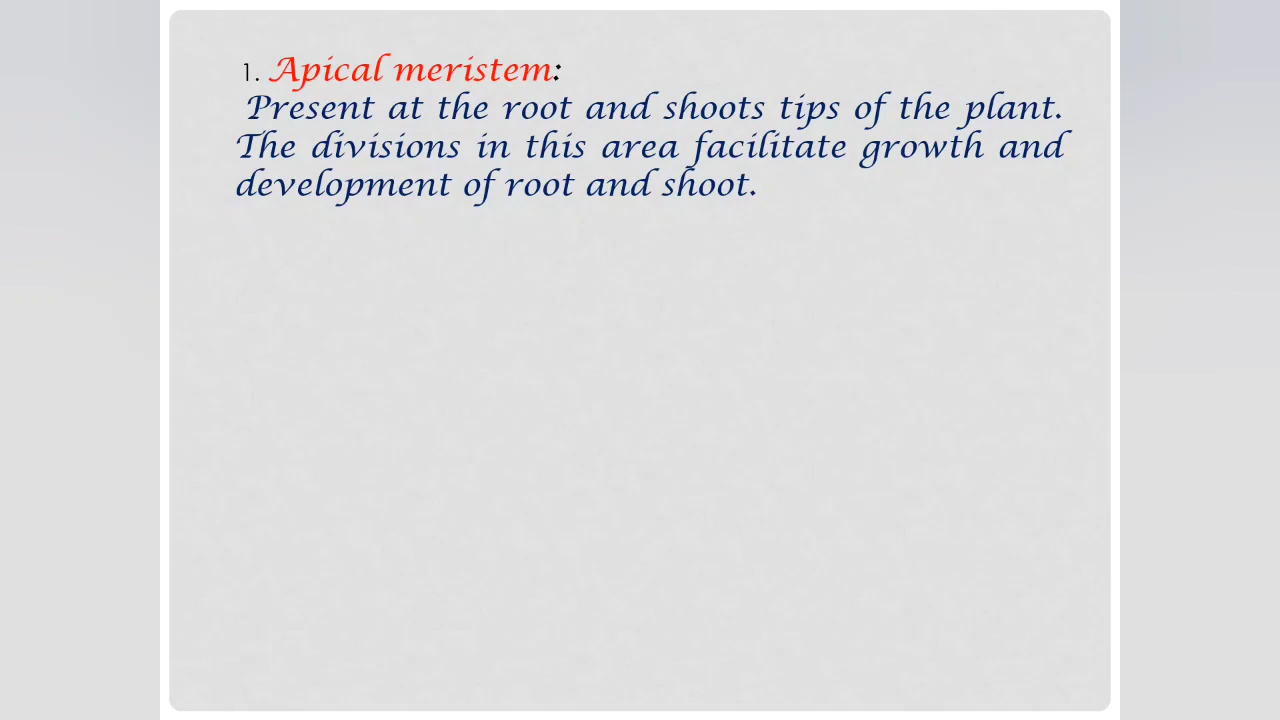 1. Apical meristem:
Present at the root and shoots tips of the plant.
The divisions in this area facilitate growth and
development of root and shoot.